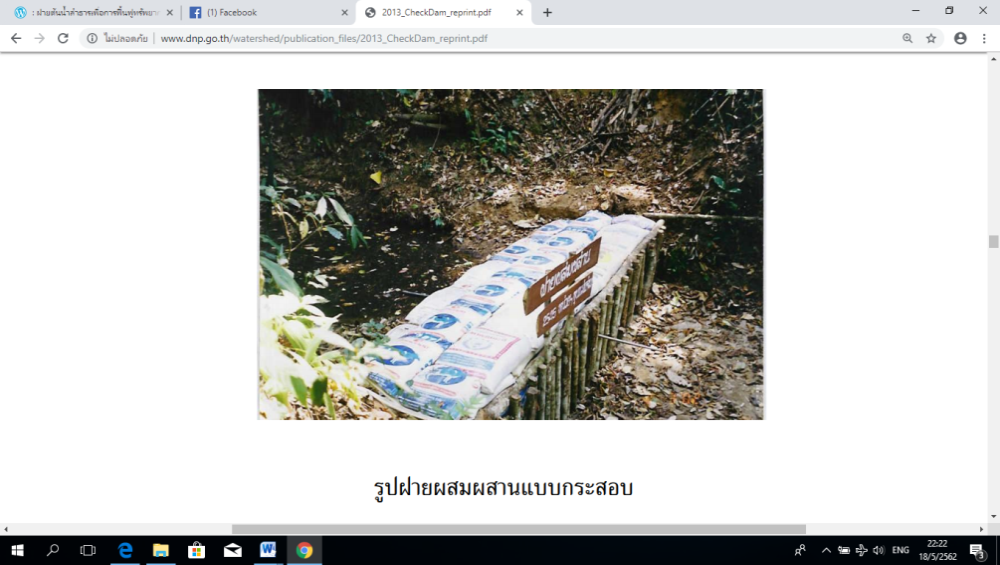 : ฝายต้นน้ำลำธารเพื่อการฟื้นฟูทรัพยา
(1) Facebook
2013_CheckDam_reprint.pdf
ไม่ปลอดภัย | www.dnp.go.th/watershed/publication_files/2013_CheckDam_reprint.pdf
รูปฝายผสมผสานแบบกระสอบ
ENG
22:22
18/5/2562
3